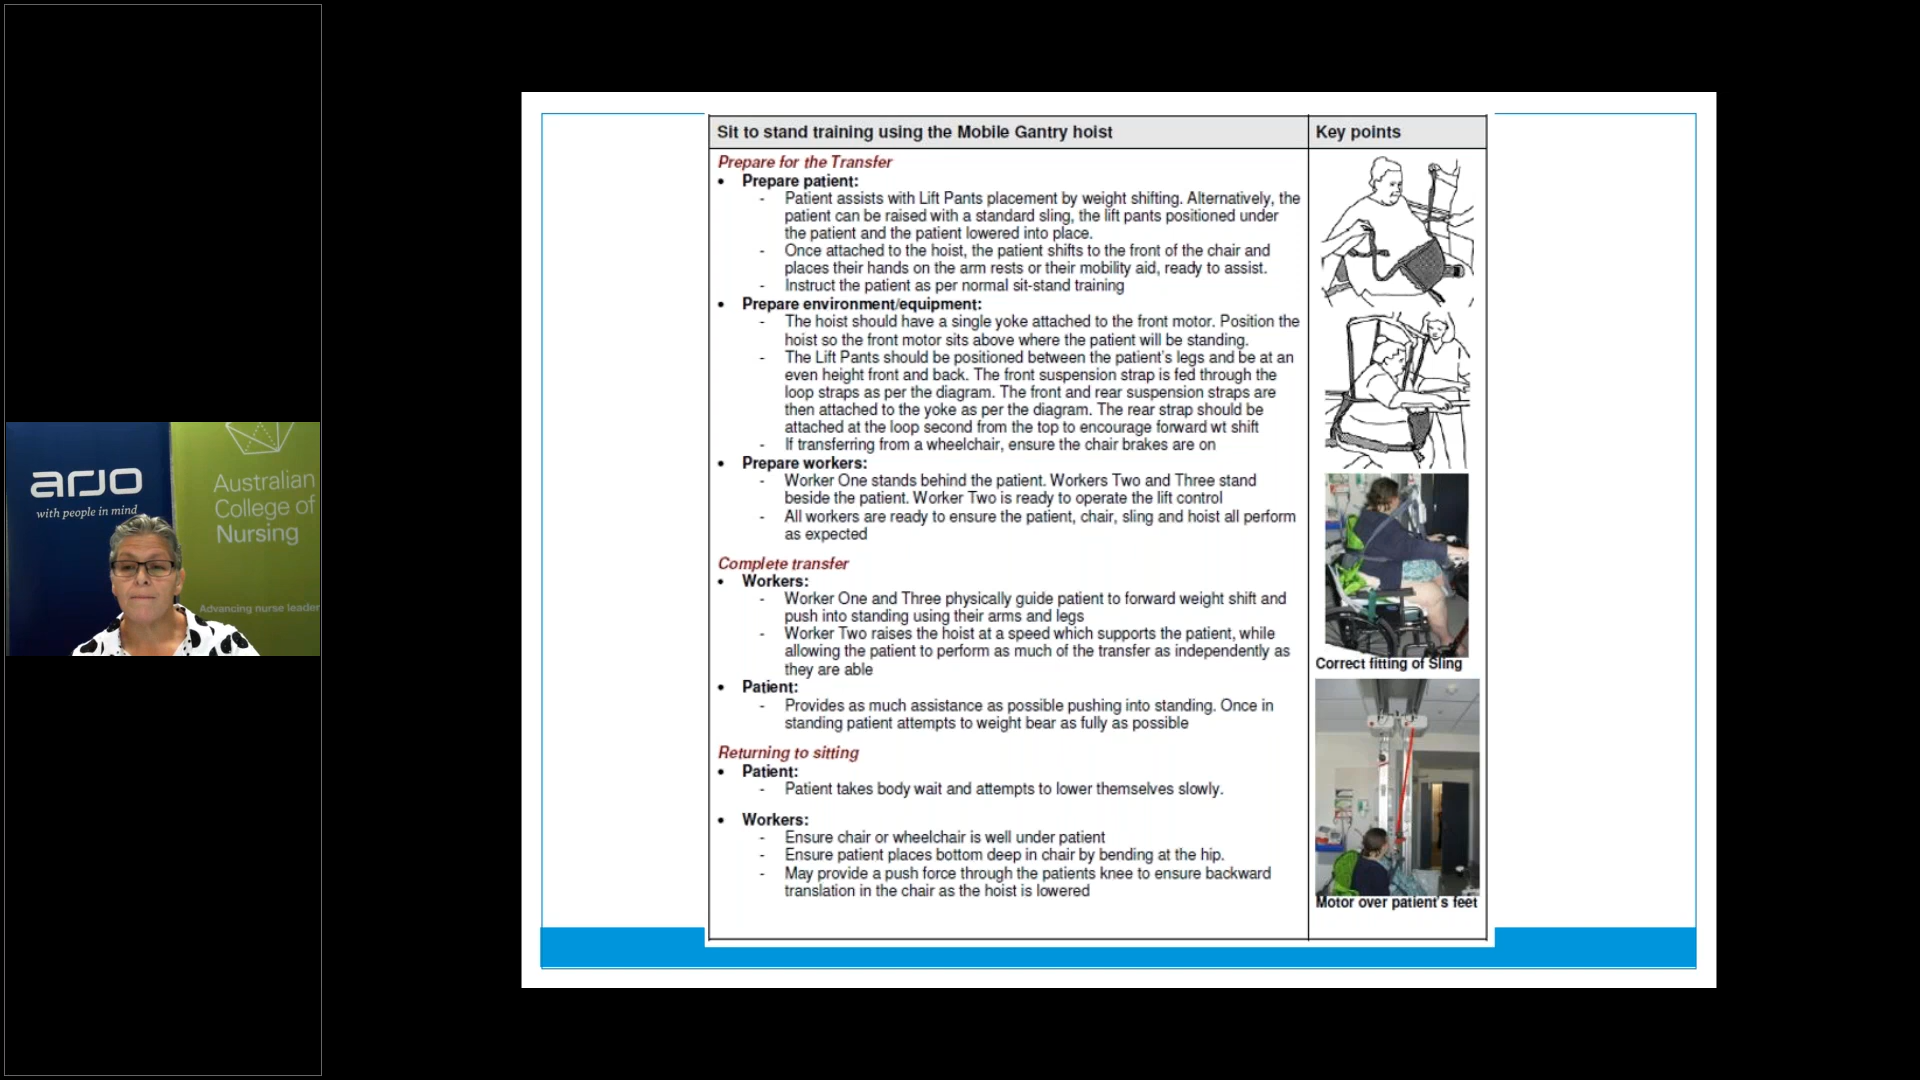 arjo
with people in mind
Australian
College of
Nursing
Advancing nurse leader
Sit to stand training using the Mobile Gantry hoist
Key points
Prepare for the Transfer
• Prepare patient:
- Patient assists with Lift Pants placement by weight shifting. Alternatively, the
patient can be raised with a standard sling, the lift pants positioned under
the patient and the patient lowered into place.
- Once attached to the hoist, the patient shifts to the front of the chair and
places their hands on the arm rests or their mobility aid, ready to assist.
- Instruct the patient as per normal sit-stand training
• Prepare environment/equipment:
- The hoist should have a single yoke attached to the front motor. Position the
hoist so the front motor sits above where the patient will be standing.
- The Lift Pants should be positioned between the patient's legs and be at an
even height front and back. The front suspension strap is fed through the
loop straps as per the diagram. The front and rear suspension straps are
then attached to the yoke as per the diagram. The rear strap should be
attached at the loop second from the top to encourage forward wt shift
- If transferring from a wheelchair, ensure the chair brakes are on
• Prepare workers:
- Worker One stands behind the patient. Workers Two and Three stand
beside the patient. Worker Two is ready to operate the lift control
- All workers are ready to ensure the patient, chair, sling and hoist all perform
as expected
Complete transfer
• Workers:
- Worker One and Three physically guide patient to forward weight shift and
push into standing using their arms and legs
- Worker Two raises the hoist at a speed which supports the patient, while
allowing the patient to perform as much of the transfer as independently as
they are able
• Patient:
- Provides as much assistance as possible pushing into standing. Once in
standing patient attempts to weight bear as fully as possible
Returning to sitting
• Patient:
- Patient takes body wait and attempts to lower themselves slowly.
• Workers:
- Ensure chair or wheelchair is well under patient
- Ensure patient places bottom deep in chair by bending at the hip.
- May provide a push force through the patients knee to ensure backward
translation in the chair as the hoist is lowered
Correct fitting of Sling
Motor over patient's feet